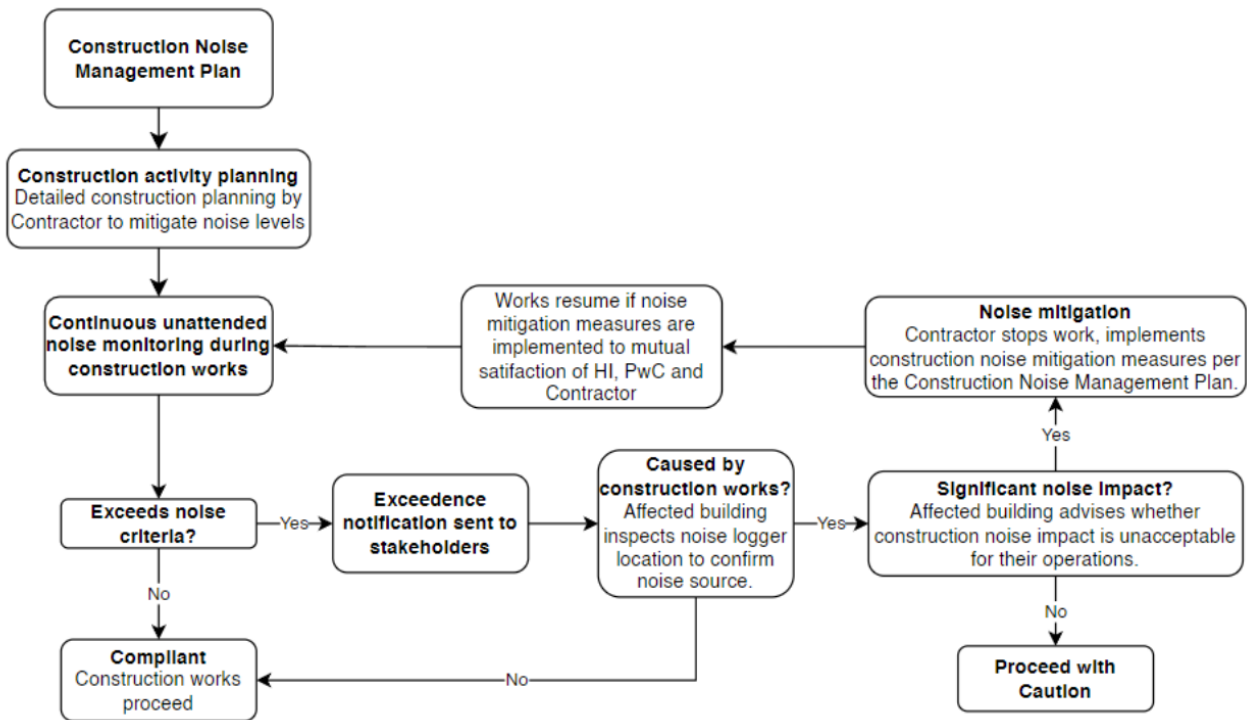 Construction Noise
Management Plan
Construction activity planning
Detailed construction planning by
Contractor to mitigate noise levels
Continuous unattended
noise monitoring during
construction works
Works resume if noise
mitigation measures are
implemented to mutual
satifaction of HI, PwC and
Contractor
Noise mitigation
Contractor stops work, implements
construction noise mitigation measures per
the Construction Noise Management Plan.
Yes
Exceeds noise
criteria?
Yes
Exceedence
notification sent to
stakeholders
Caused by
construction works?
Affected building
inspects noise logger
location to confirm
noise source.
Yes
Significant noise impact?
Affected building advises whether
construction noise impact is unacceptable
for their operations.
No
No
Compliant
Construction works
proceed
No
Proceed with
Caution